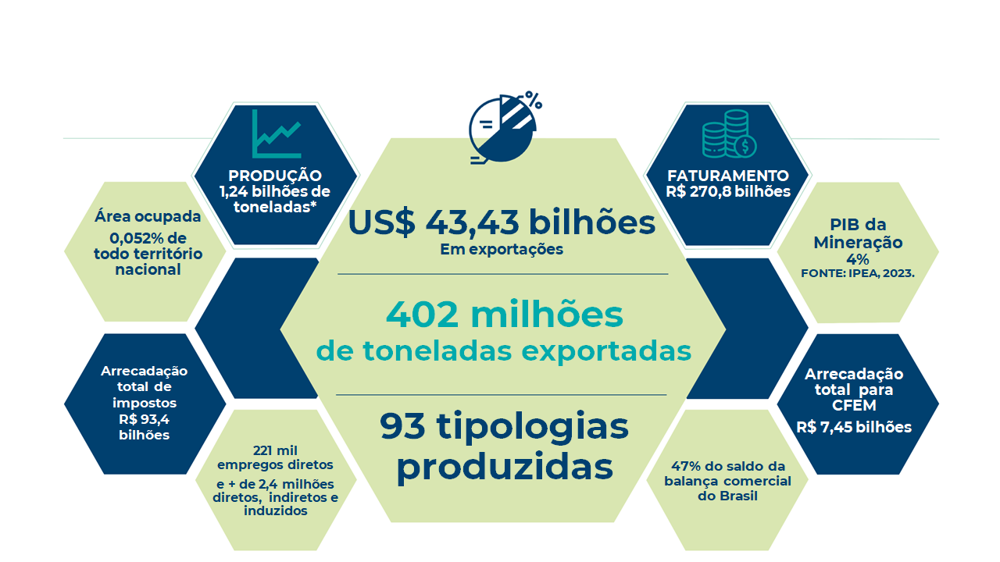 PRODUÇÃO
1,24 bilhões de
toneladas*
FATURAMENTO
R$ 270,8 bilhões
Área ocupada
0,052% de
todo território
nacional
US$ 43,43 bilhões
Em exportações
PIB da
Mineração
4%
FONTE: IPEA, 2023.
402 milhões
de toneladas exportadas
Arrecadação
total de
impostos
R$ 93,4
bilhões
Arrecadação
total para
CFEM
R$ 7,45 bilhões
93 tipologias
produzidas
221 mil
empregos diretos
e + de 2,4 milhões
diretos, indiretos e
induzidos
47% do saldo da
balança comercial
do Brasil
%
$